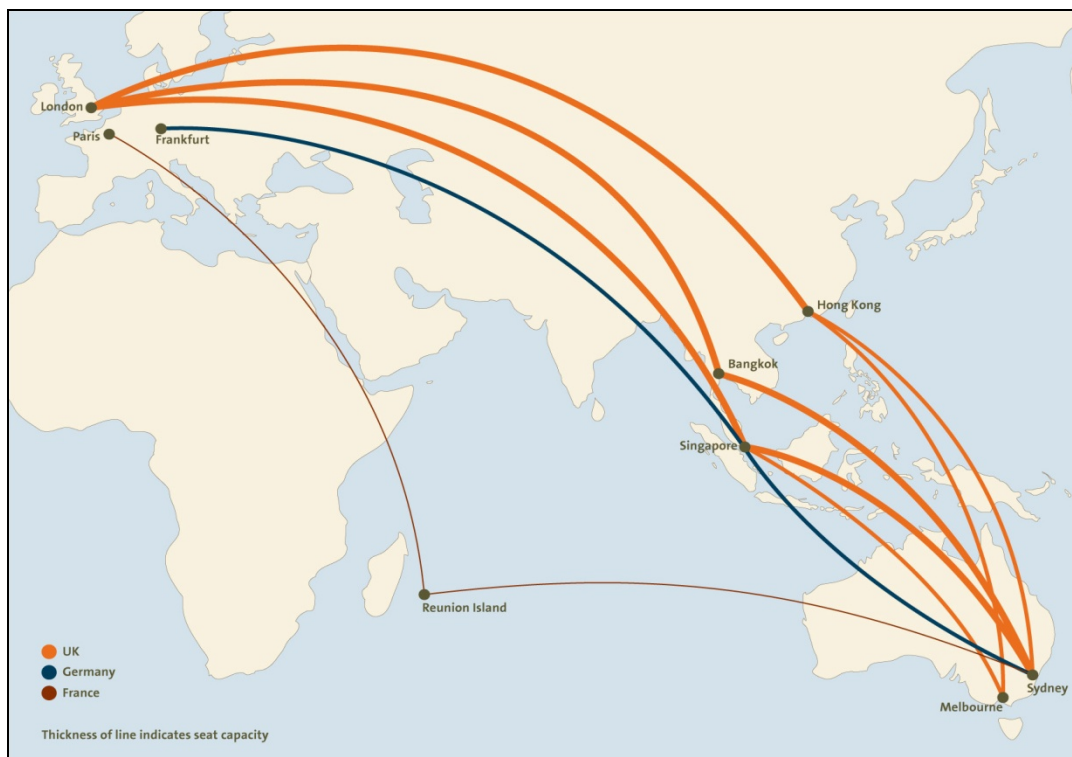 London
Paris
Frankfurt
Hong Kong
Bangkok
Singapore
Reunion Island
Sydney
Melbourne
UK
Germany
France
Thickness of line indicates seat capacity